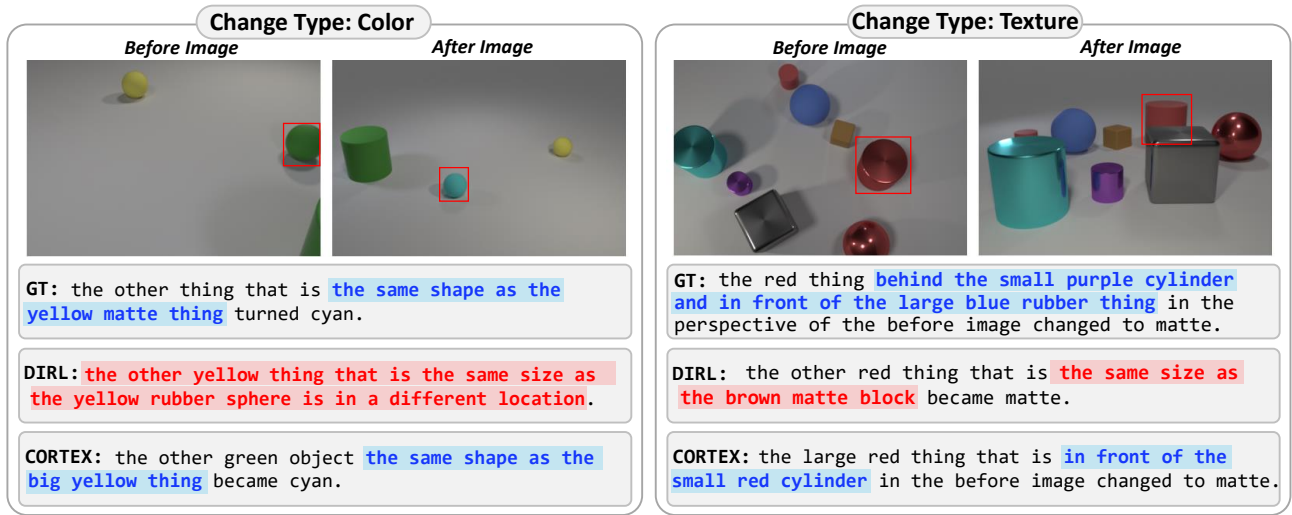 Change Type: Color
Before Image
After Image
GT: the other thing that is the same shape as the
yellow matte thing turned cyan.
DIRL: the other yellow thing that is the same size as
the yellow rubber sphere is in a different location.
CORTEX: the other green object the same shape as the
big yellow thing became cyan.
Change Type: Texture
Before Image
After Image
GT: the red thing behind the small purple cylinder
and in front of the large blue rubber thing in the
perspective of the before image changed to matte.
DIRL: the other red thing that is the same size as
the brown matte block became matte.
CORTEX: the large red thing that is in front of the
small red cylinder in the before image changed to matte.